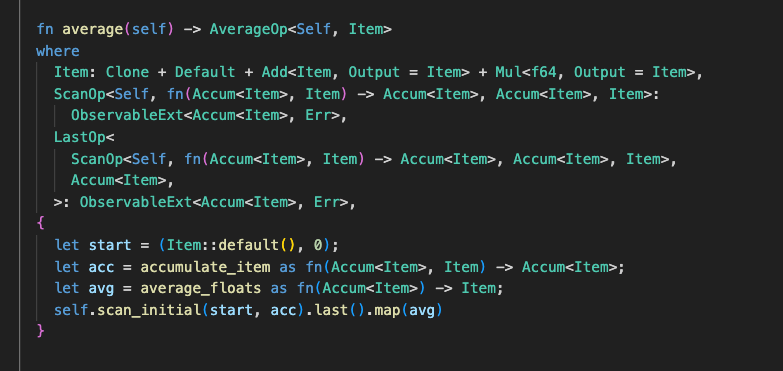 fn average(self) -> AverageOp<Self, Item>
where
  Item: Clone + Default + Add<Item, Output = Item> + Mul<f64, Output = Item>,
  ScanOp<Self, fn(Accum<Item>, Item) -> Accum<Item>, Accum<Item>, Item>:
    ObservableExt<Accum<Item>, Err>,
  LastOp<
    ScanOp<Self, fn(Accum<Item>, Item) -> Accum<Item>, Accum<Item>, Item>,
    Accum<Item>,
  >: ObservableExt<Accum<Item>, Err>,
{
  let start = (Item::default(), 0);
  let acc = accumulate_item as fn(Accum<Item>, Item) -> Accum<Item>;
  let avg = average_floats as fn(Accum<Item>) -> Item;
  self.scan_initial(start, acc).last().map(avg)
}